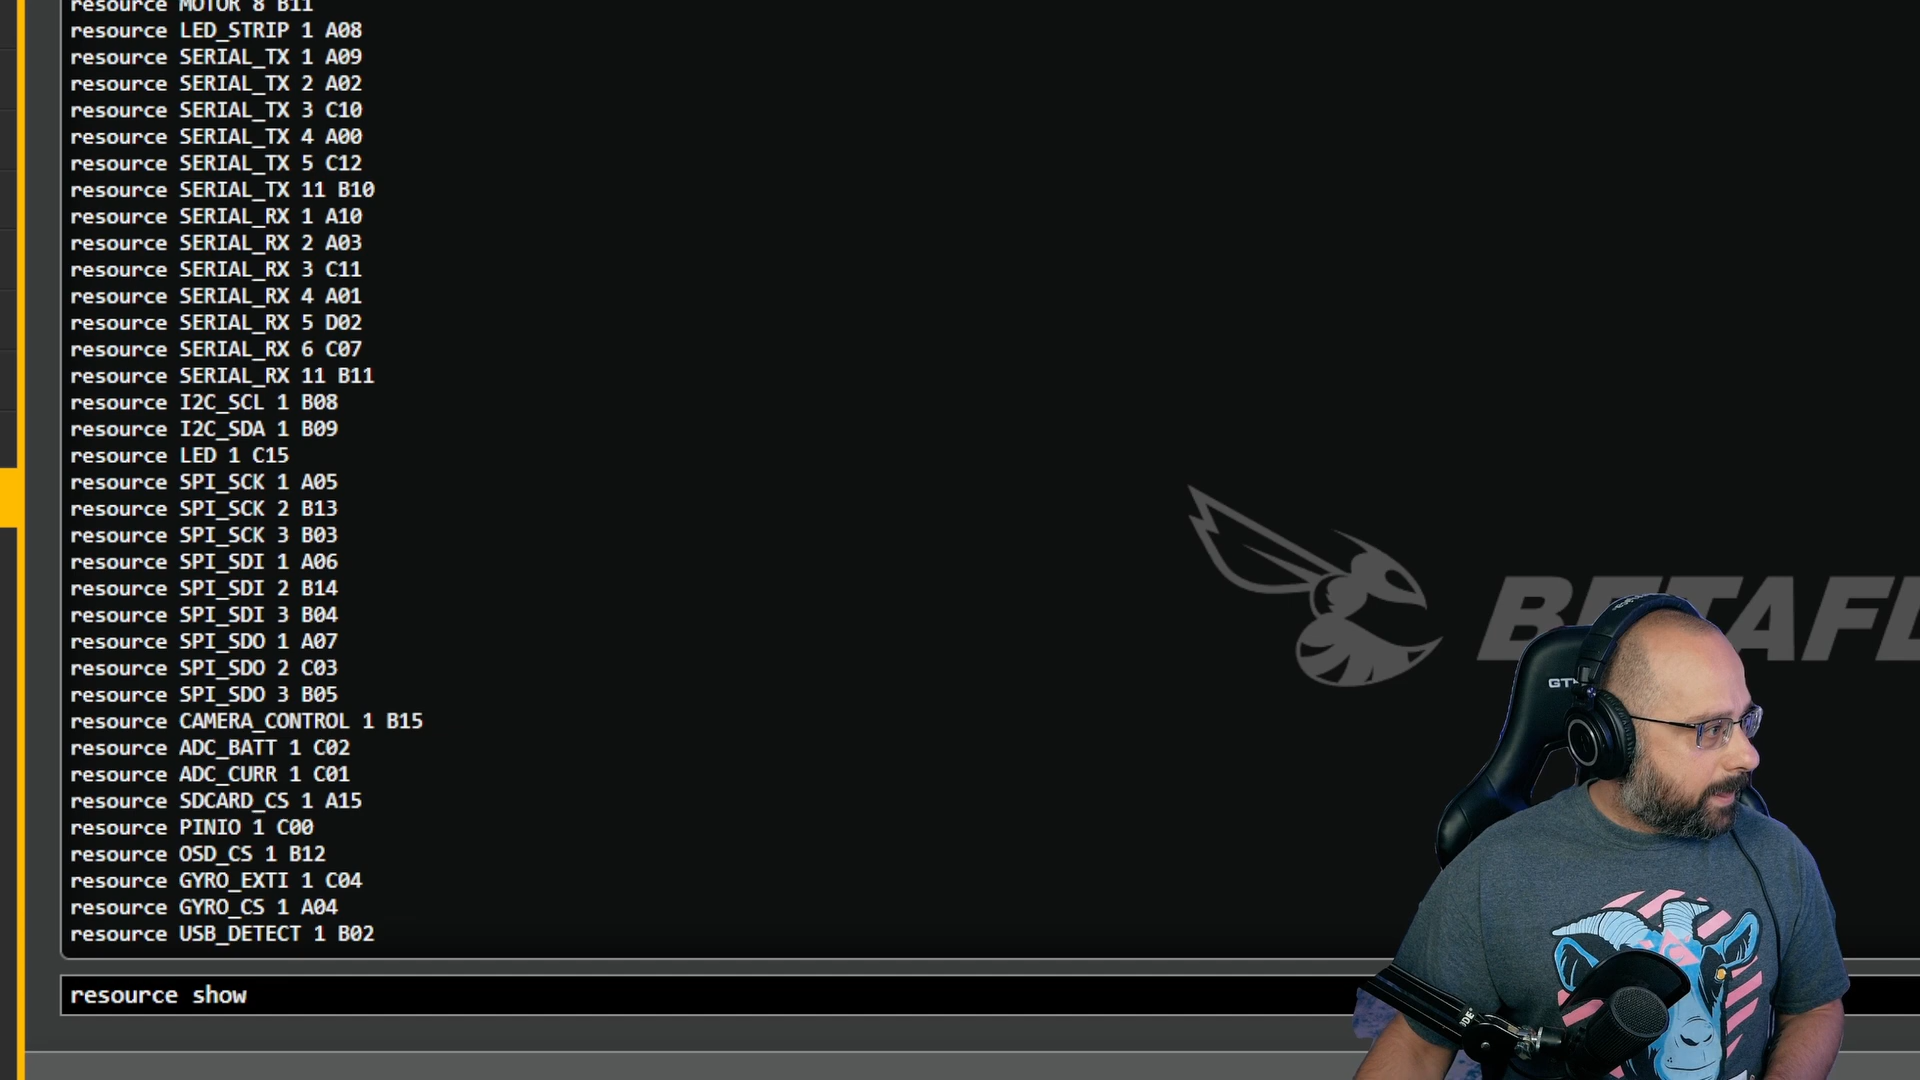 resource MOTOR 8 B11
resource LED_STRIP 1 A08
resource SERIAL_TX 1 A09
resource SERIAL_TX 2 A02
resource SERIAL_TX 3 C10
resource SERIAL_TX 4 A00
resource SERIAL_TX 5 C12
resource SERIAL_TX 11 B10
resource SERIAL_RX 1 A10
resource SERIAL_RX 2 A03
resource SERIAL_RX 3 C11
resource SERIAL_RX 4 A01
resource SERIAL_RX 5 D02
resource SERIAL_RX 6 C07
resource SERIAL_RX 11 B11
resource I2C_SCL 1 B08
resource I2C_SDA 1 B09
resource LED 1 C15
resource SPI_SCK 1 A05
resource SPI_SCK 2 B13
resource SPI_SCK 3 B03
resource SPI_SDI 1 A06
resource SPI_SDI 2 B14
resource SPI_SDI 3 B04
resource SPI_SDO 1 A07
resource SPI_SDO 2 C03
resource SPI_SDO 3 B05
resource CAMERA_CONTROL 1 B15
resource ADC_BATT 1 C02
resource ADC_CURR 1 C01
resource SDCARD_CS 1 A15
resource PINIO 1 C00
resource OSD_CS 1 B12
resource GYRO_EXTI 1 C04
resource GYRO_CS 1 A04
resource USB_DETECT 1 B02
resource show
BETAFL
GT